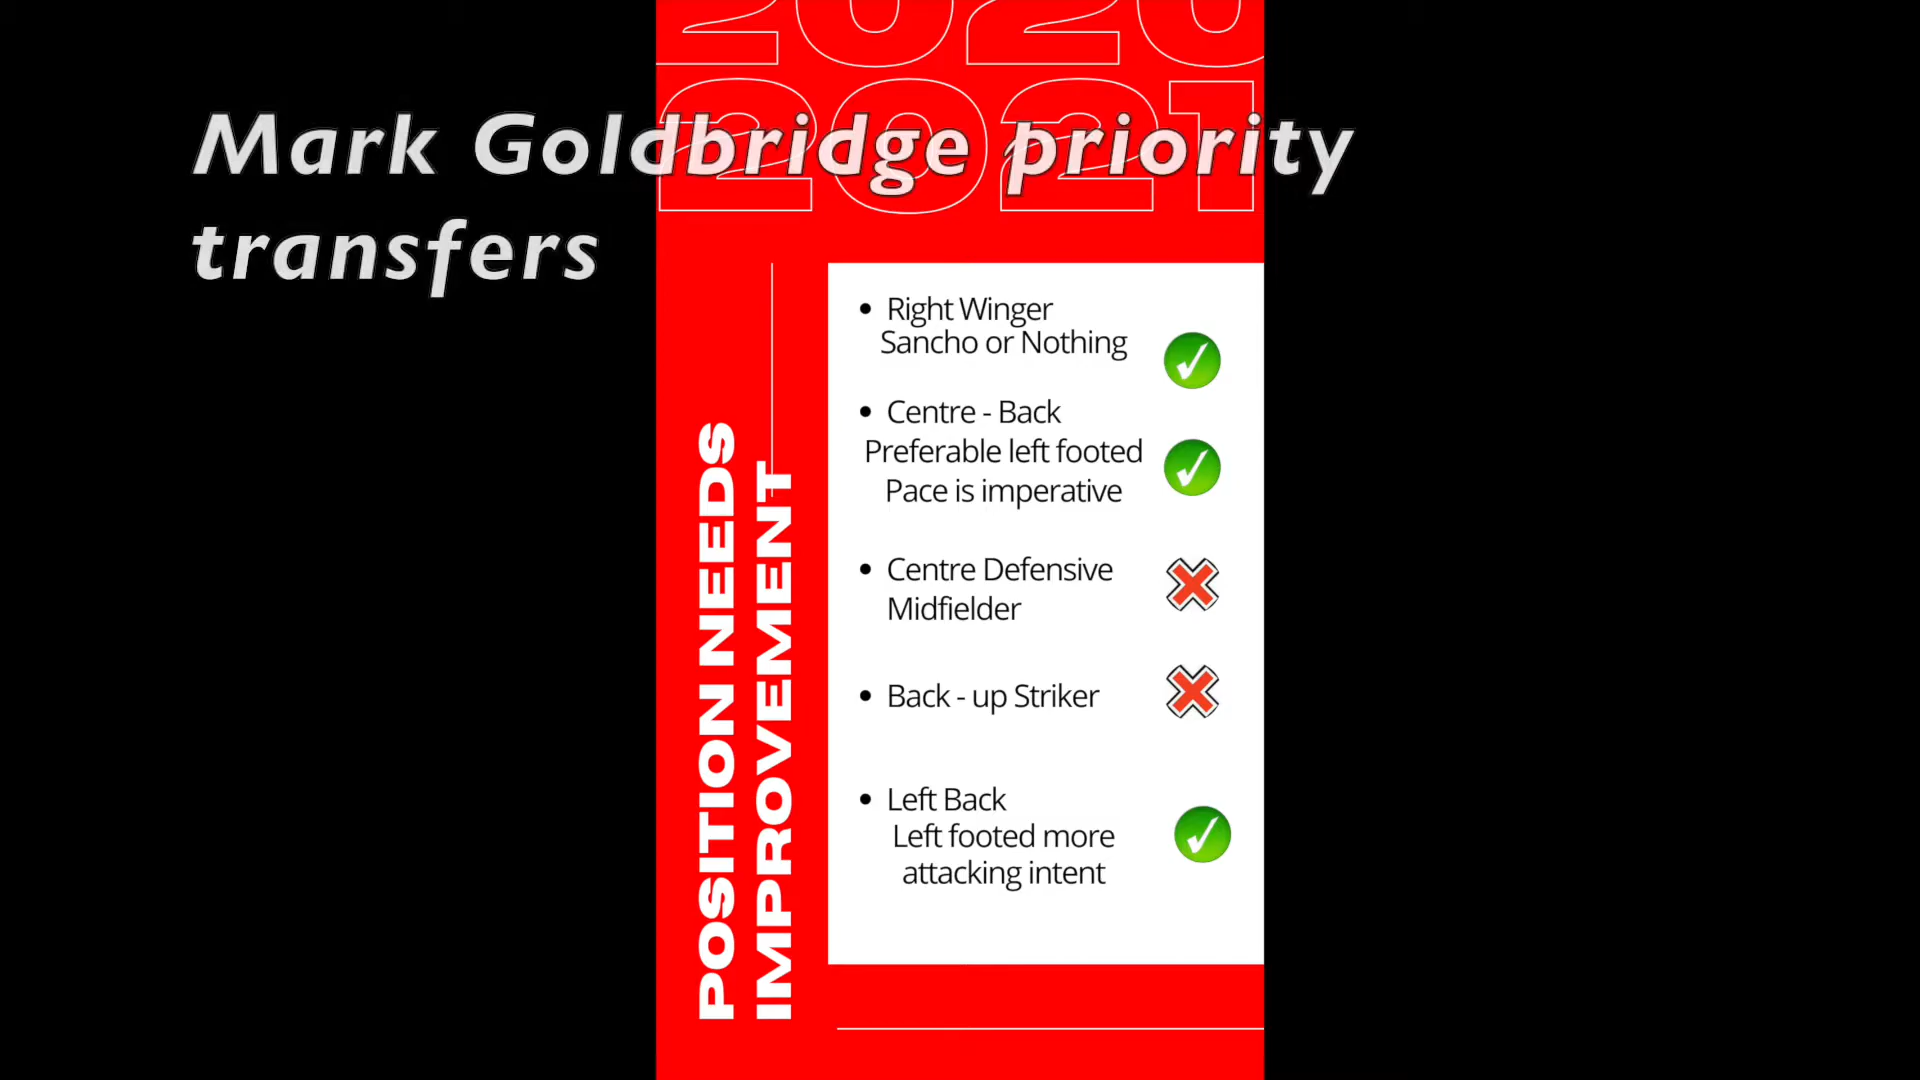 2020
2021
Mark Goldbridge priority
transfers
POSITION NEEDS
IMPROVEMENT
• Right Winger
Sancho or Nothing
• Centre - Back
Preferable left footed
Pace is imperative
• Centre Defensive
Midfielder
• Back - up Striker
• Left Back
Left footed more
attacking intent